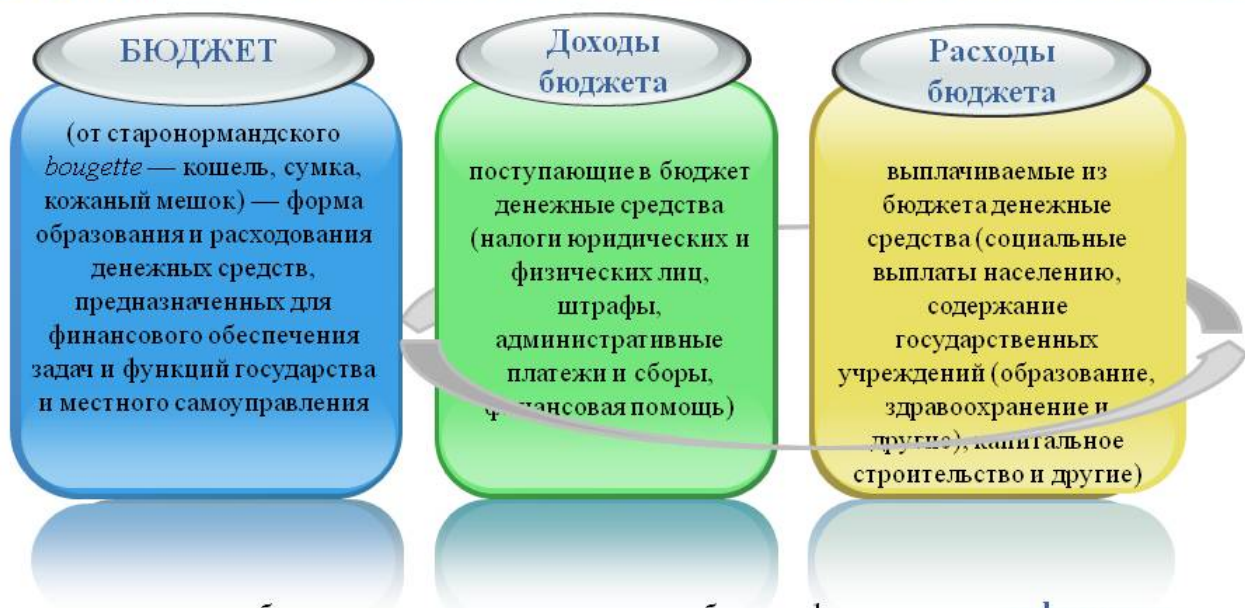 БЮДЖЕТ
(от старонормандского
bougette — кошель, сумка,
кожаный мешок) — форма
образования и расходования
денежных средств,
предназначенных для
финансового обеспечения
задач и функций государства
и местного самоуправления
Доходы
бюджета
поступающие в бюджет
денежные средства
(налоги юридических и
физических лиц,
штрафы,
административные
платежи и сборы,
финансовая помощь)
Расходы
бюджета
выплачиваемые из
бюджета денежные
средства (социальные
выплаты населению,
содержание
государственных
учреждений (образование,
здравоохранение и
другие), капитальное
строительство и другие)